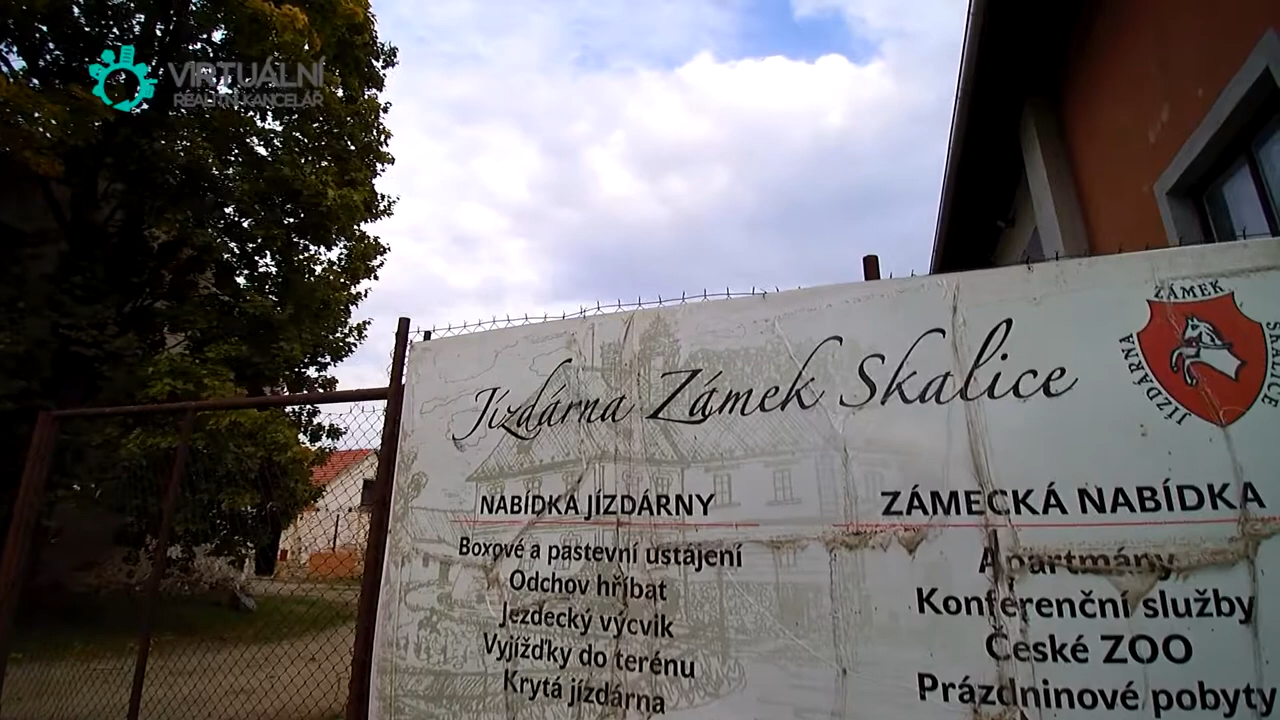 VIRTUÁLNÍ
REALITNÍ KANCELÁŘ
Jízdárna Zámek Skalice
ZÁMEK
JÍZDÁRNA
SKALICE
NABÍDKA JÍZDÁRNY
Boxové a pastevní ustájení
Odchov hříbat
Jezdecký výcvik
Vyjížďky do terénu
Krytá jízdárna
ZÁMECKÁ NABÍDKA
Apartmány
Konferenční služby
České ZOO
Prázdninové pobyty